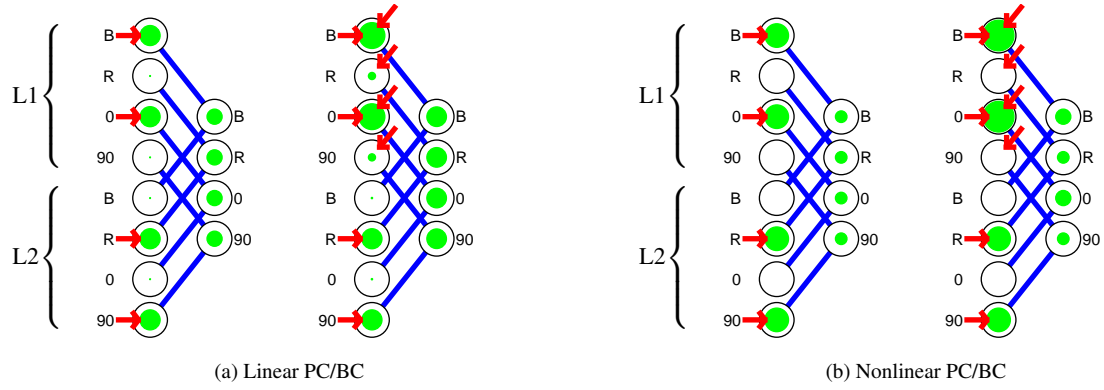 B B B B
R R R R
L1 L1
0 B 0 B 0 B 0 B
90 R 90 R 90 R 90 R
B 0 B 0 B 0 B 0
R 90 R 90 R 90 R 90
L2 L2
0 0 0 0
90 90 90 90
(a) Linear PC/BC (b) Nonlinear PC/BC